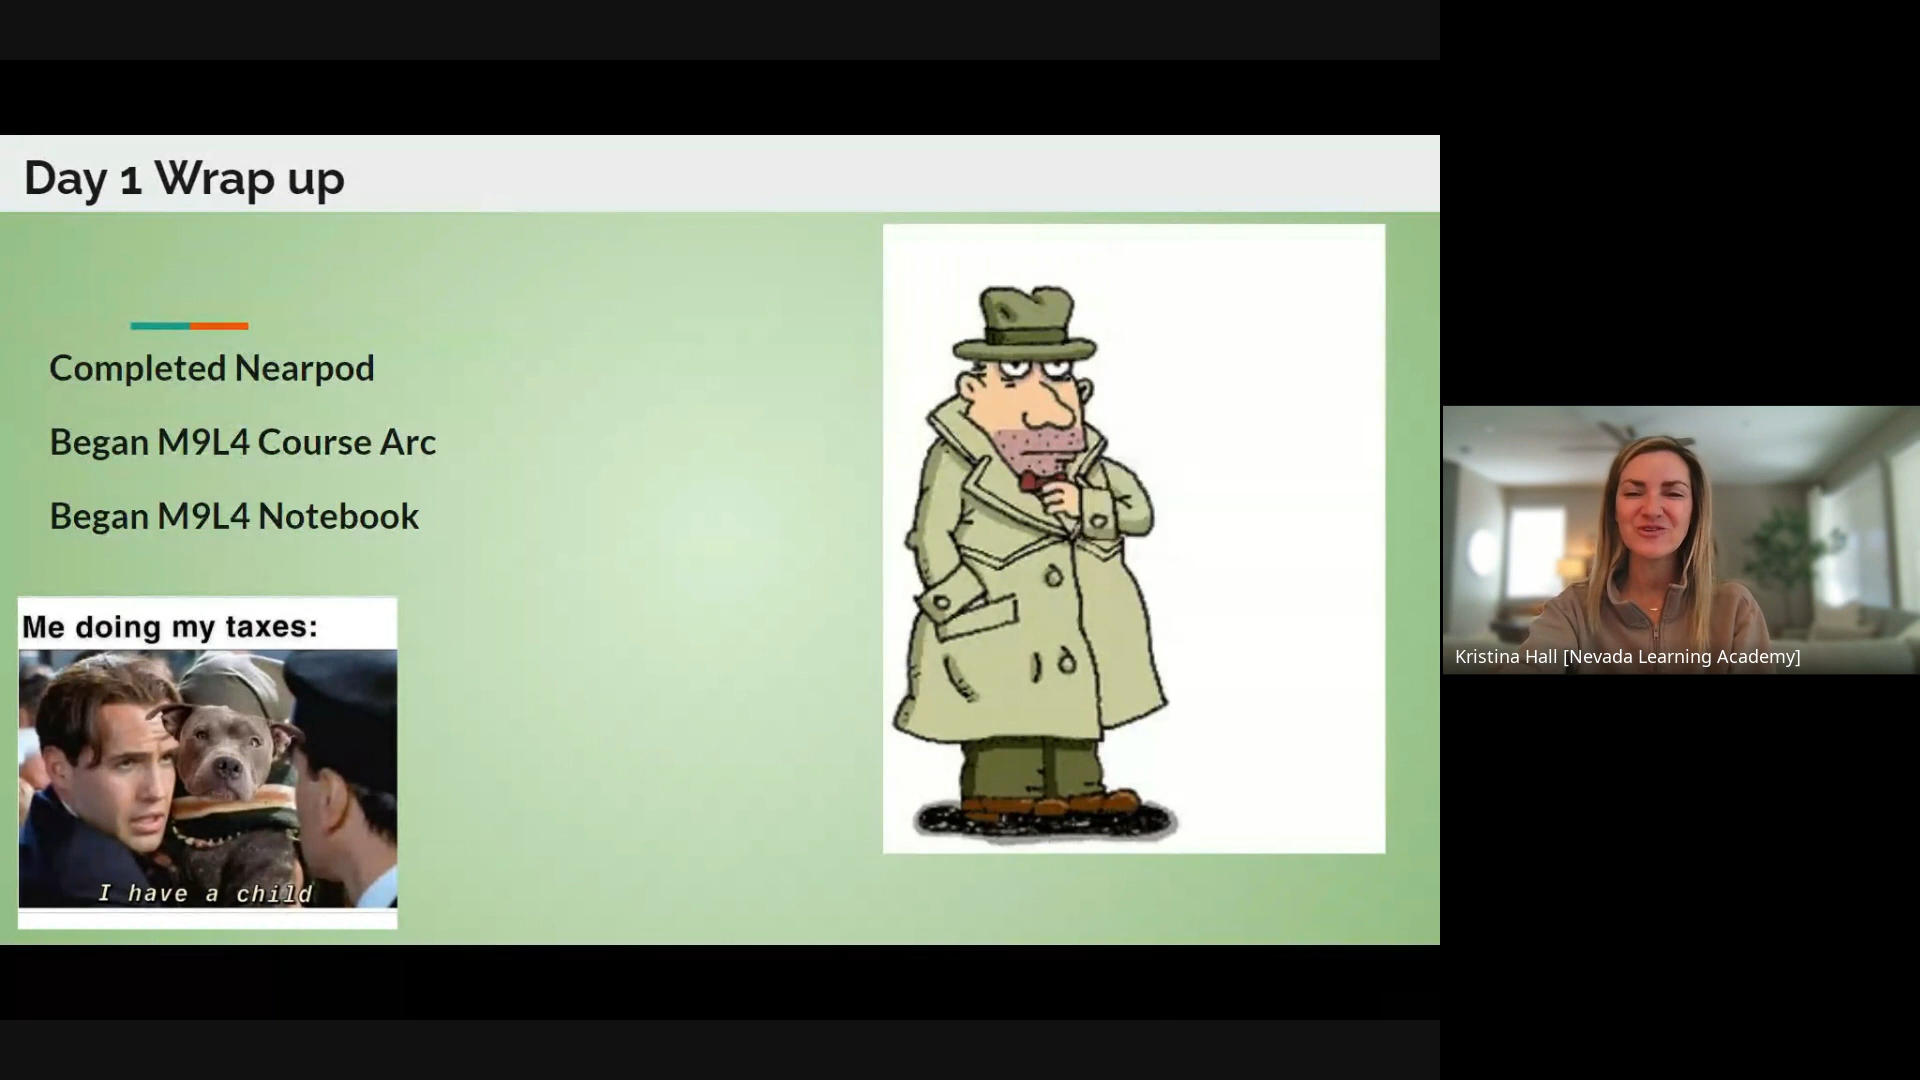 Day 1 Wrap up
Completed Nearpod
Began M9L4 Course Arc
Began M9L4 Notebook
Me doing my taxes:
I have a child
Kristina Hall [Nevada Learning Academy]